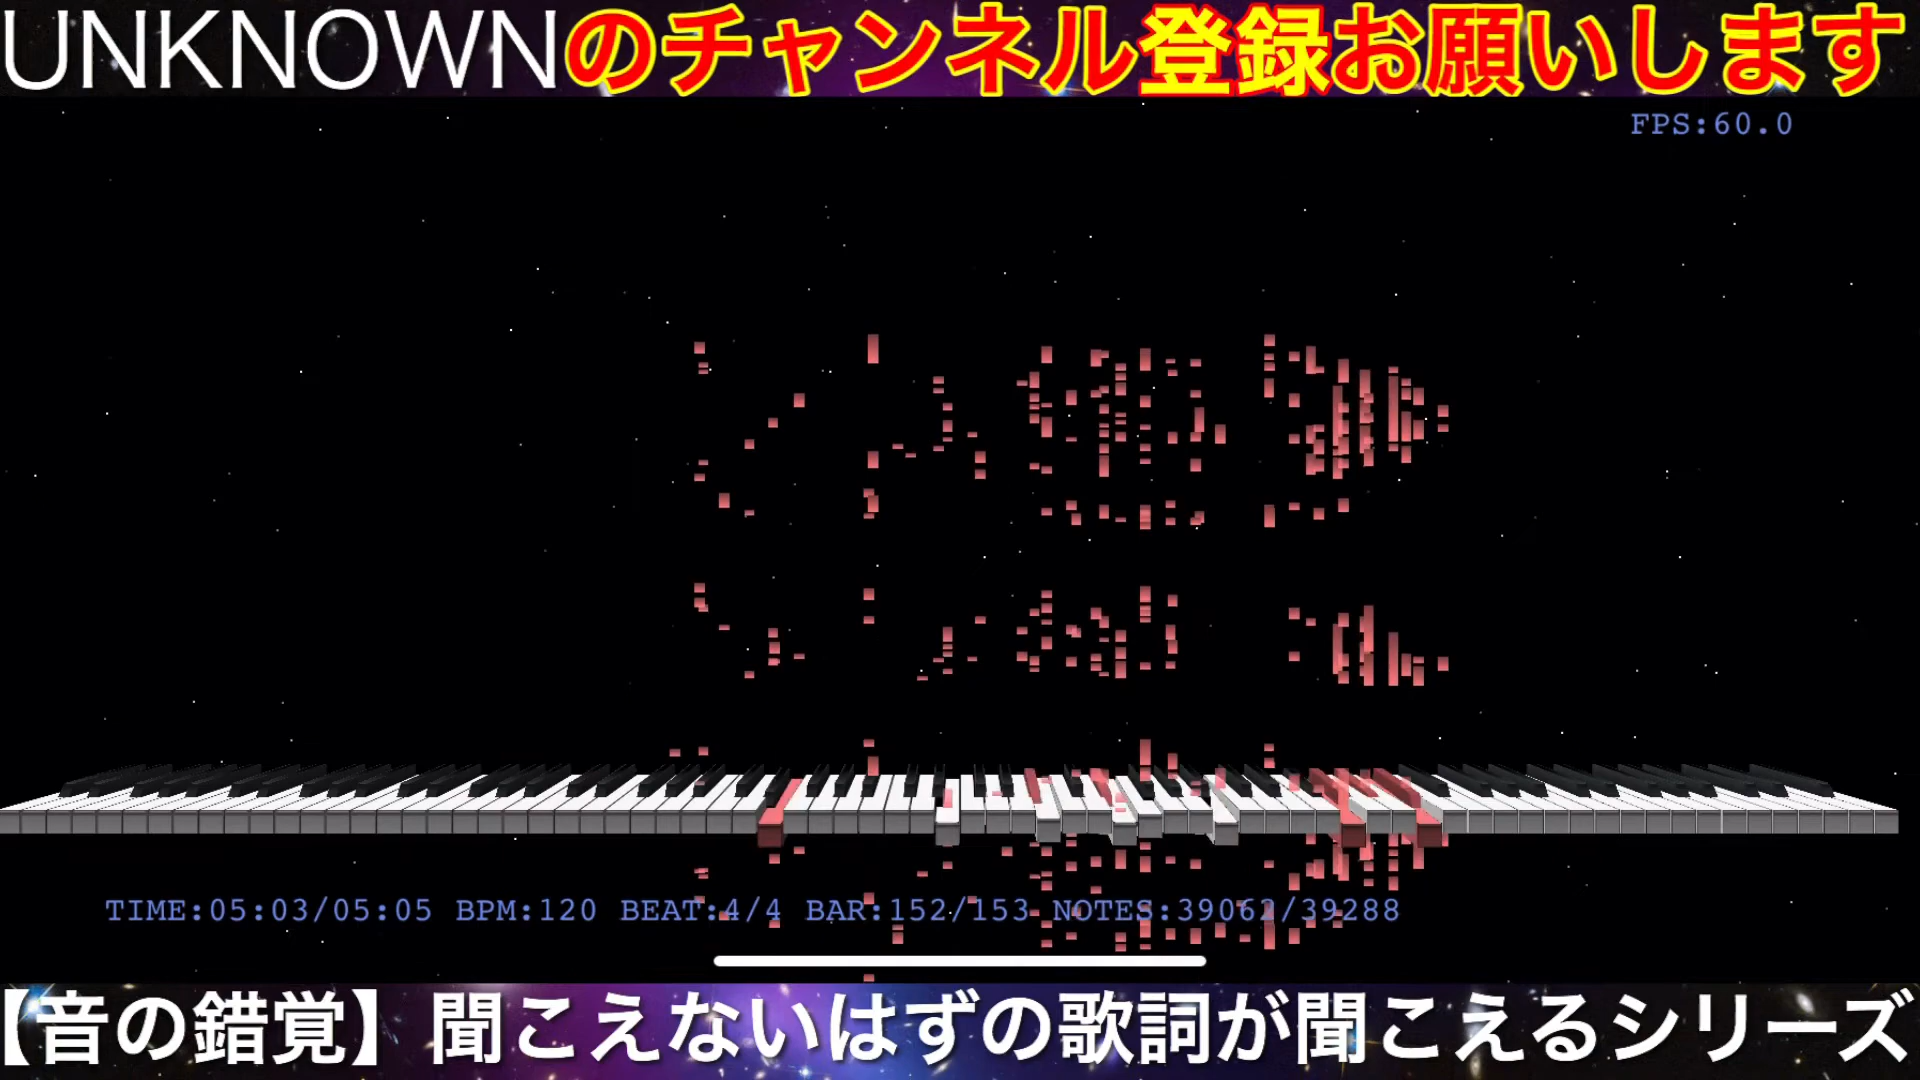 UNKNOWNのチャンネル登録お願いします
FPS:60.0
TIME:05:03/05:05 BPM:120 BEAT:4/4 BAR:152/153 NOTES:39062/39288
【音の錯覚】聞こえないはずの歌詞が聞こえるシリーズ